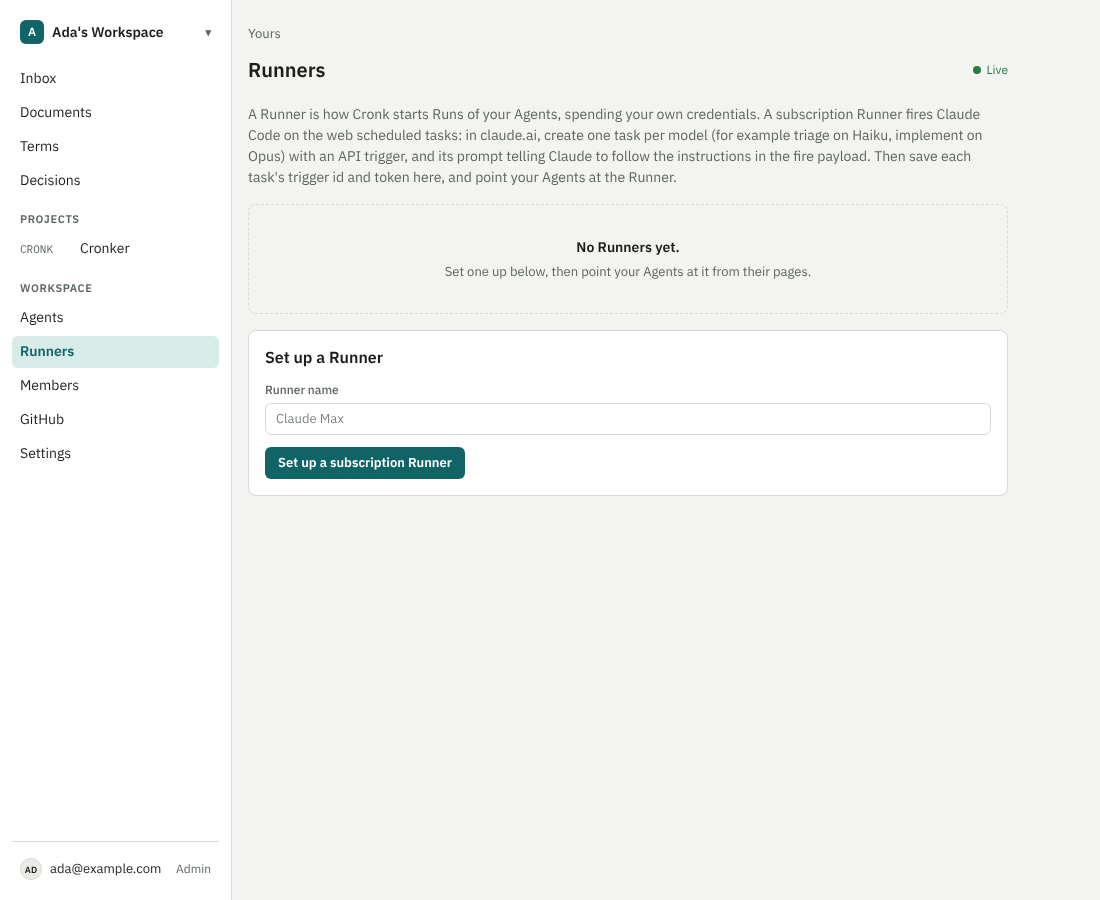 A Ada's Workspace ▾
Inbox
Documents
Terms
Decisions
PROJECTS
CRONK Cronker
WORKSPACE
Agents
Runners
Members
GitHub
Settings
AD ada@example.com Admin
Yours
Runners
Live
A Runner is how Cronk starts Runs of your Agents, spending your own credentials. A subscription Runner fires Claude
Code on the web scheduled tasks: in claude.ai, create one task per model (for example triage on Haiku, implement on
Opus) with an API trigger, and its prompt telling Claude to follow the instructions in the fire payload. Then save each
task's trigger id and token here, and point your Agents at the Runner.
No Runners yet.
Set one up below, then point your Agents at it from their pages.
Set up a Runner
Runner name
Claude Max
Set up a subscription Runner